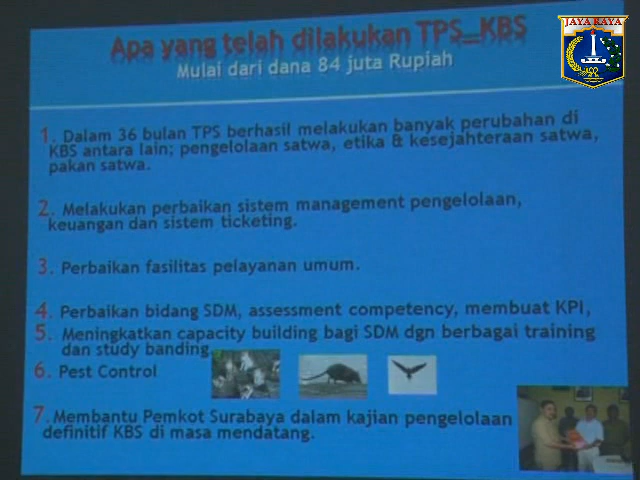 JAYA RAYA
Apa yang telah dilakukan TPS_KBS
Mulai dari dana 84 juta Rupiah
1. Dalam 36 bulan TPS berhasil melakukan banyak perubahan di
KBS antara lain; pengelolaan satwa, etika & kesejahteraan satwa,
pakan satwa.
2. Melakukan perbaikan sistem management pengelolaan,
keuangan dan sistem ticketing.
3. Perbaikan fasilitas pelayanan umum.
4. Perbaikan bidang SDM, assessment competency, membuat KPI,
5. Meningkatkan capacity building bagi SDM dgn berbagai training
dan study banding
6. Pest Control
7. Membantu Pemkot Surabaya dalam kajian pengelolaan
definitif KBS di masa mendatang.